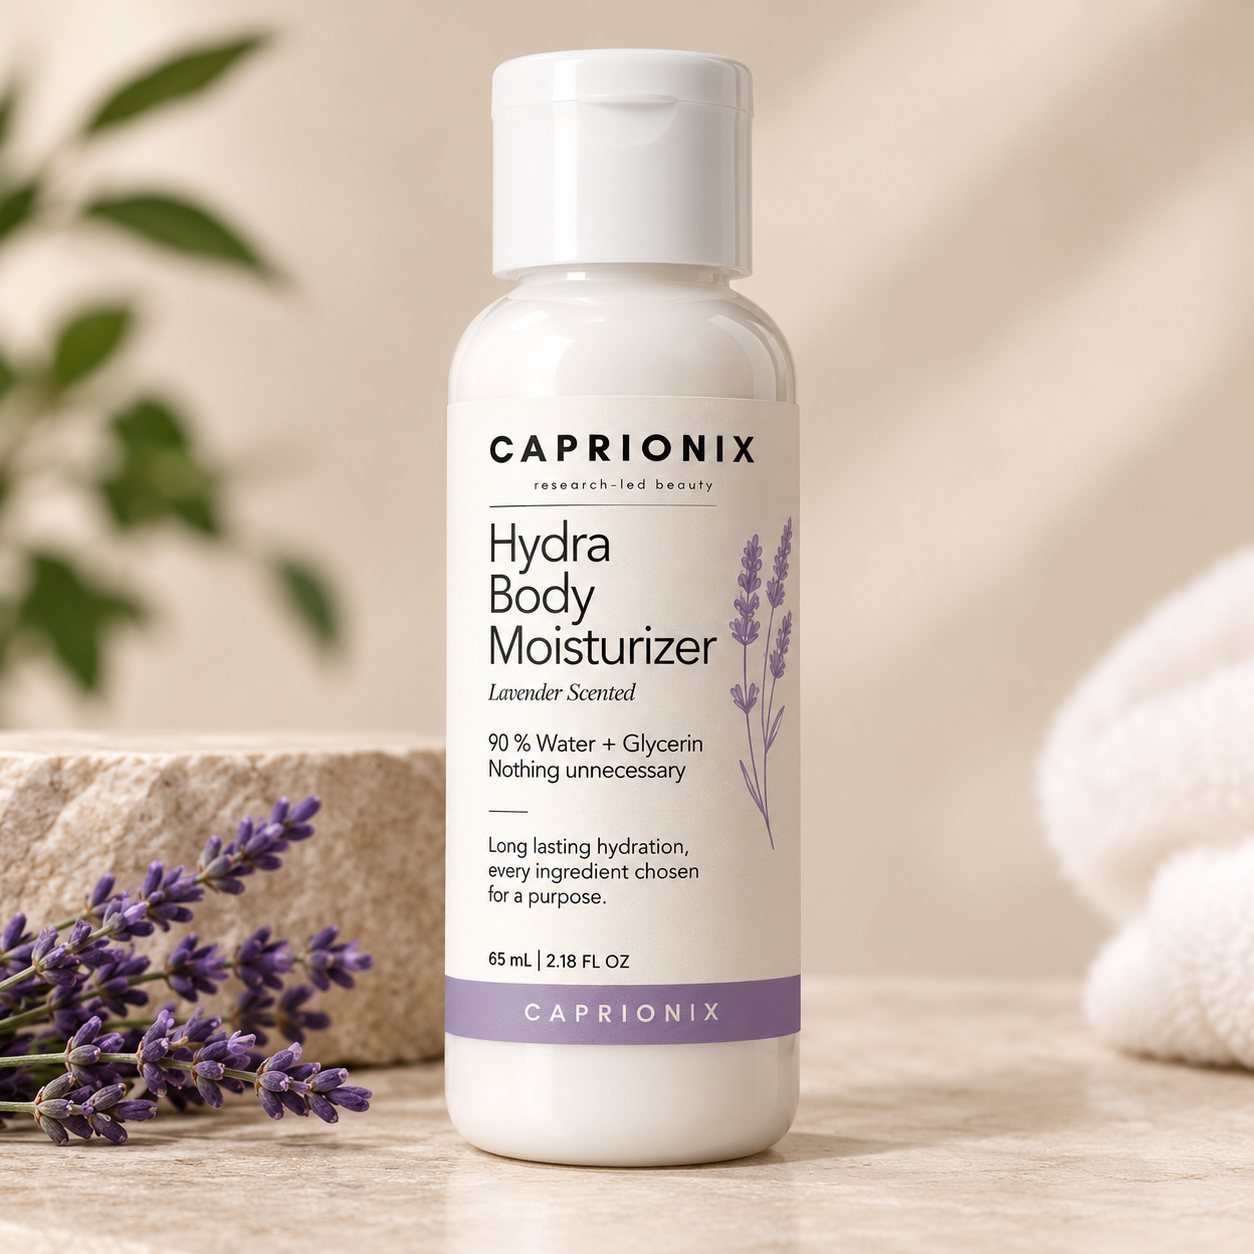 CAPRIONIX
research-led beauty
Hydra
Body
Moisturizer
Lavender Scented
90 % Water + Glycerin
Nothing unnecessary
Long lasting hydration,
every ingredient chosen
for a purpose.
65 mL | 2.18 FL OZ
CAPRIONIX